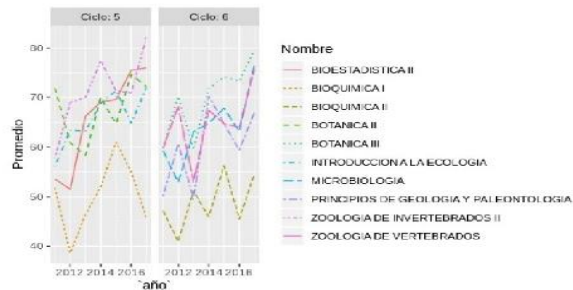 Ciclo: 5
Ciclo: 6
80
70
60
50
40
Promedio
2012 2014 2016
2012 2014 2016
`año`
Nombre
BIOESTADISTICA II
BIOQUIMICA I
BIOQUIMICA II
BOTANICA II
BOTANICA III
INTRODUCCION A LA ECOLOGIA
MICROBIOLOGIA
PRINCIPIOS DE GEOLOGIA Y PALEONTOLOGIA
ZOOLOGIA DE INVERTEBRADOS II
ZOOLOGIA DE VERTEBRADOS